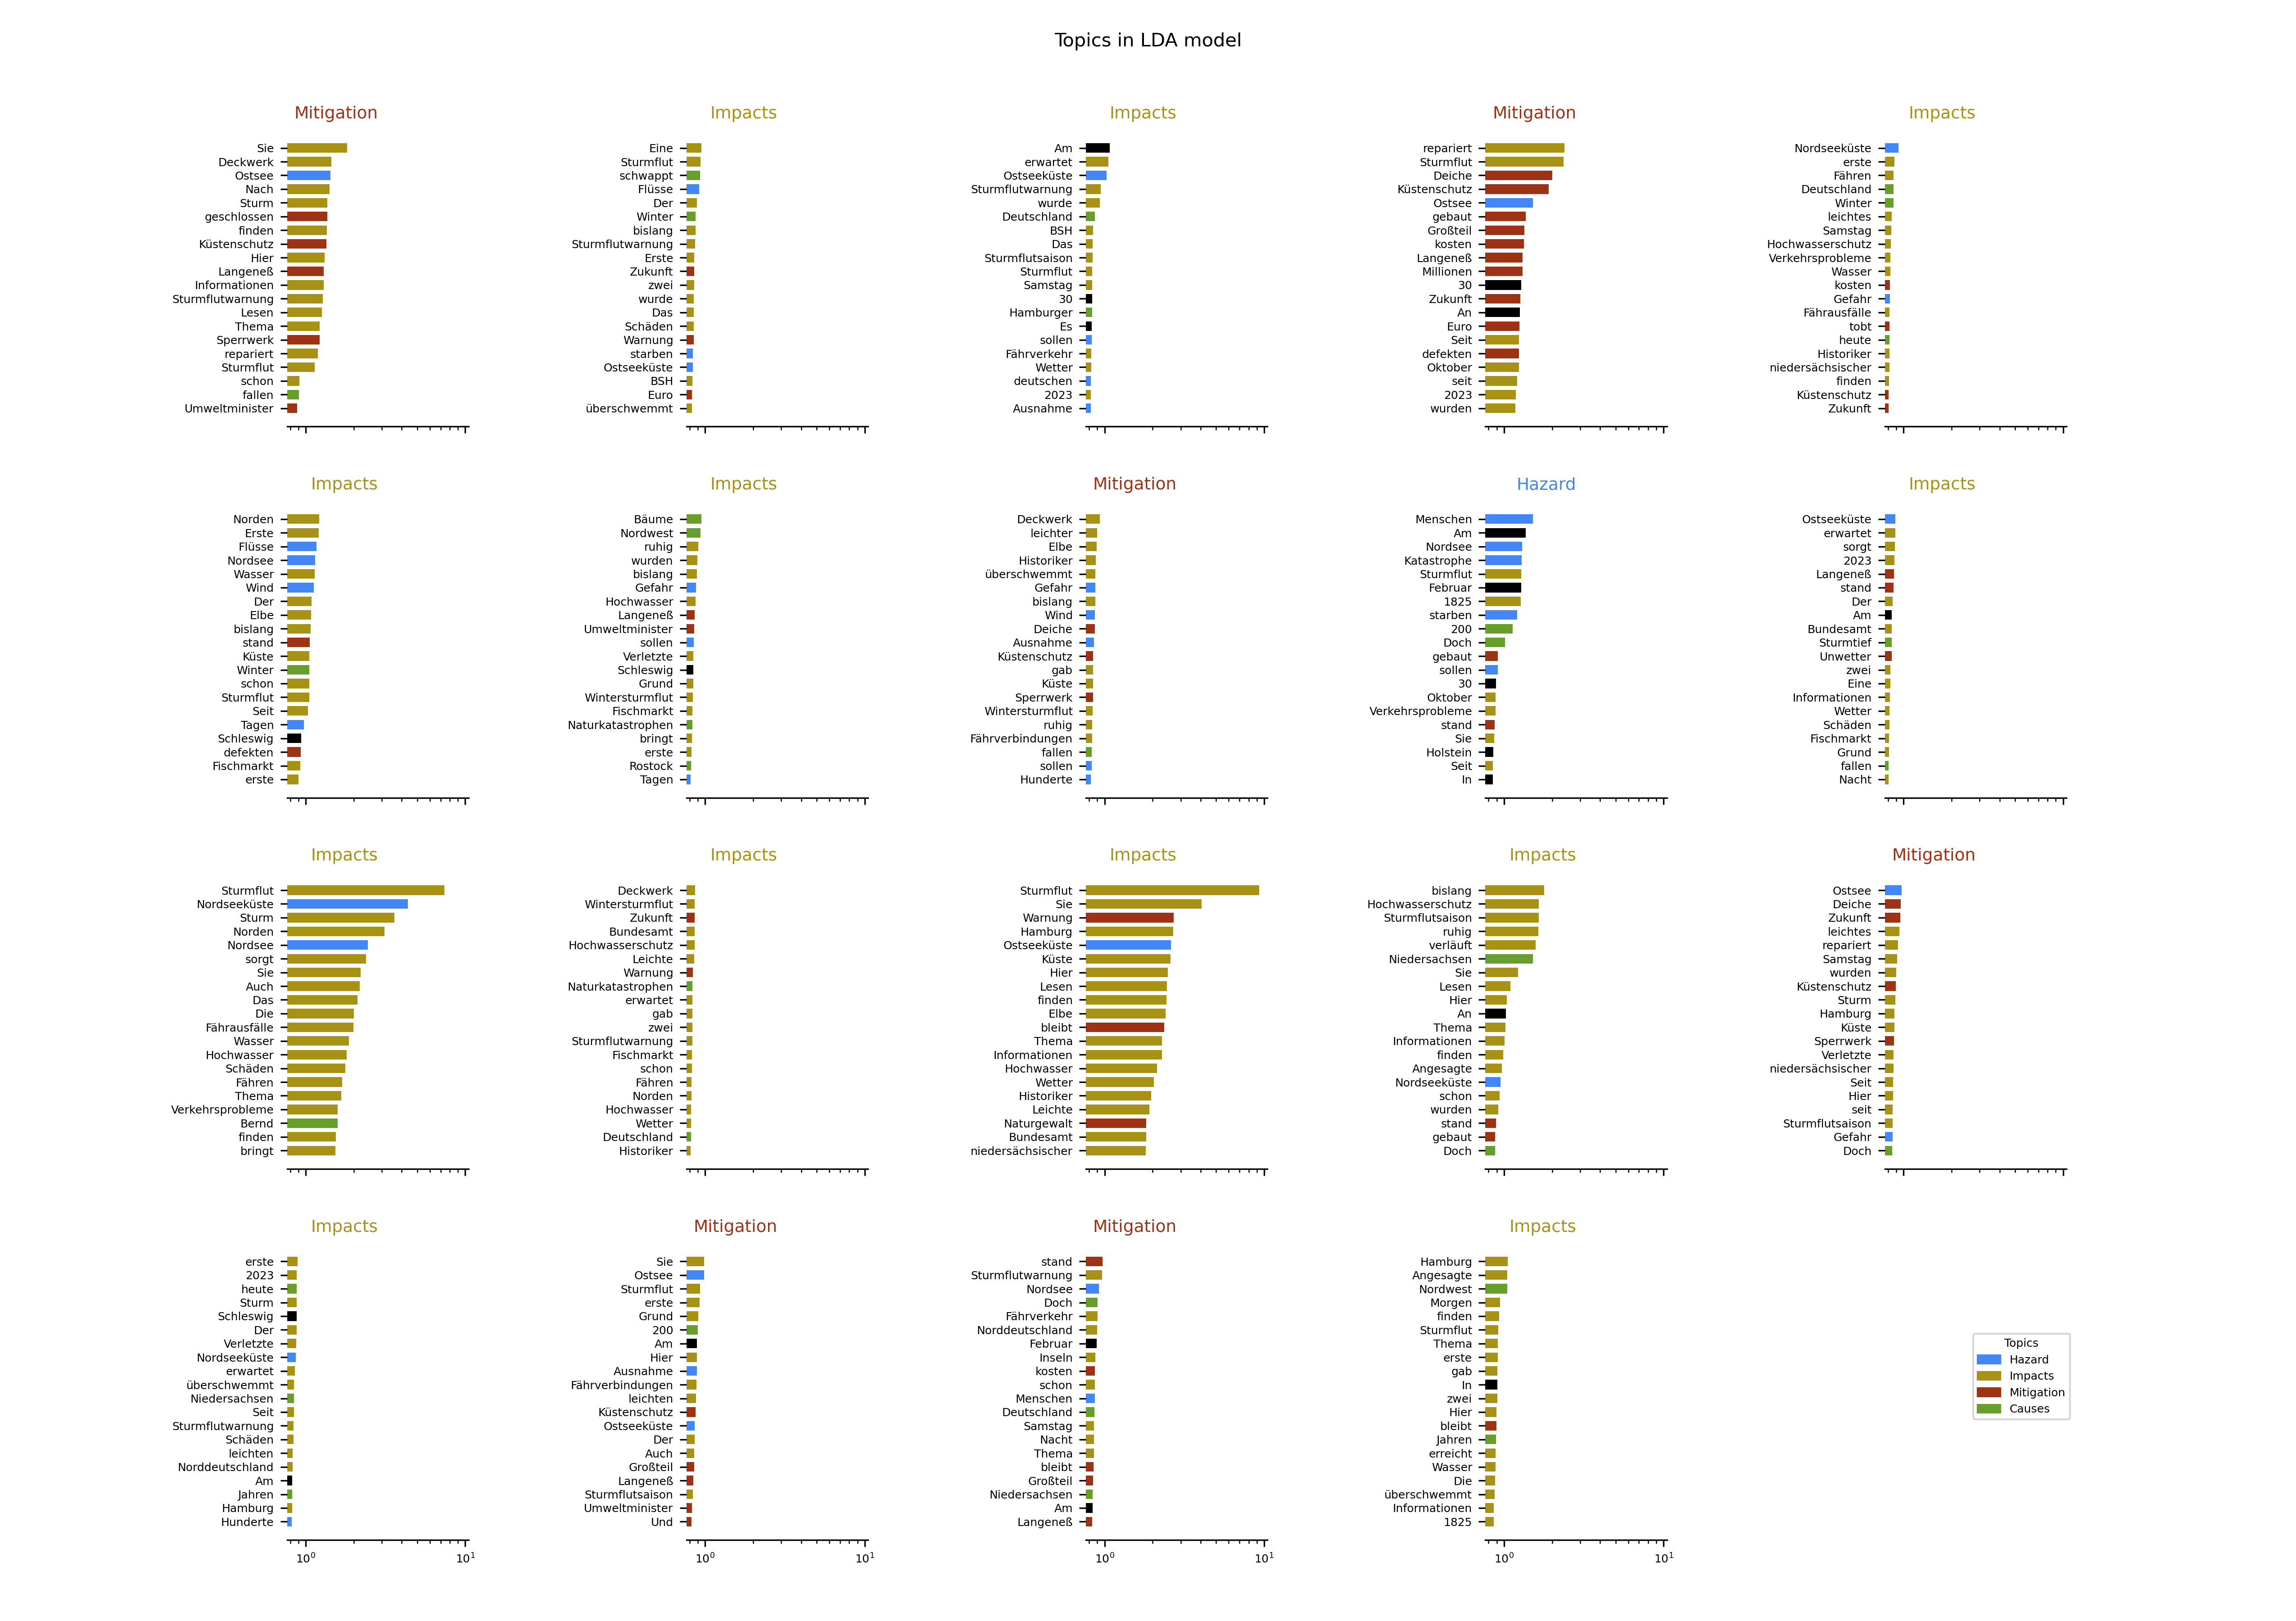 Topics in LDA model
Mitigation
Sie
Deckwerk
Ostsee
Nach
Sturm
geschlossen
finden
Küstenschutz
Hier
Langeneß
Informationen
Sturmflutwarnung
Lesen
Thema
Sperrwerk
repariert
Sturmflut
schon
fallen
Umweltminister
Impacts
Eine
Sturmflut
schwappt
Flüsse
Der
Winter
bislang
Sturmflutwarnung
Erste
Zukunft
zwei
wurde
Das
Schäden
Warnung
starben
Ostseeküste
BSH
Euro
überschwemmt
Impacts
Am
erwartet
Ostseeküste
Sturmflutwarnung
wurde
Deutschland
BSH
Das
Sturmflutsaison
Sturmflut
Samstag
30
Hamburger
Es
sollen
Fährverkehr
Wetter
deutschen
2023
Ausnahme
Mitigation
repariert
Sturmflut
Deiche
Küstenschutz
Ostsee
gebaut
Großteil
kosten
Langeneß
Millionen
30
Zukunft
An
Euro
Seit
defekten
Oktober
seit
2023
wurden
Impacts
Nordseeküste
erste
Fähren
Deutschland
Winter
leichtes
Samstag
Hochwasserschutz
Verkehrsprobleme
Wasser
kosten
Gefahr
Fährausfälle
tobt
heute
Historiker
niedersächsischer
finden
Küstenschutz
Zukunft
Impacts
Norden
Erste
Flüsse
Nordsee
Wasser
Wind
Der
Elbe
bislang
stand
Küste
Winter
schon
Sturmflut
Seit
Tagen
Schleswig
defekten
Fischmarkt
erste
Impacts
Bäume
Nordwest
ruhig
wurden
bislang
Gefahr
Hochwasser
Langeneß
Umweltminister
sollen
Verletzte
Schleswig
Grund
Wintersturmflut
Fischmarkt
Naturkatastrophen
bringt
erste
Rostock
Tagen
Mitigation
Deckwerk
leichter
Elbe
Historiker
überschwemmt
Gefahr
bislang
Wind
Deiche
Ausnahme
Küstenschutz
gab
Küste
Sperrwerk
Wintersturmflut
ruhig
Fährverbindungen
fallen
sollen
Hunderte
Hazard
Menschen
Am
Nordsee
Katastrophe
Sturmflut
Februar
1825
starben
200
Doch
gebaut
sollen
30
Oktober
Verkehrsprobleme
stand
Sie
Holstein
Seit
In
Impacts
Ostseeküste
erwartet
sorgt
2023
Langeneß
stand
Der
Am
Bundesamt
Sturmtief
Unwetter
zwei
Eine
Informationen
Wetter
Schäden
Fischmarkt
Grund
fallen
Nacht
Impacts
Sturmflut
Nordseeküste
Sturm
Norden
Nordsee
sorgt
Sie
Auch
Das
Die
Fährausfälle
Wasser
Hochwasser
Schäden
Fähren
Thema
Verkehrsprobleme
Bernd
finden
bringt
Impacts
Deckwerk
Wintersturmflut
Zukunft
Bundesamt
Hochwasserschutz
Leichte
Warnung
Naturkatastrophen
erwartet
gab
zwei
Sturmflutwarnung
Fischmarkt
schon
Fähren
Norden
Hochwasser
Wetter
Deutschland
Historiker
Impacts
Sturmflut
Sie
Warnung
Hamburg
Ostseeküste
Küste
Hier
Lesen
finden
Elbe
bleibt
Thema
Informationen
Hochwasser
Wetter
Historiker
Leichte
Naturgewalt
Bundesamt
niedersächsischer
Impacts
bislang
Hochwasserschutz
Sturmflutsaison
ruhig
verläuft
Niedersachsen
Sie
Lesen
Hier
An
Thema
Informationen
finden
Angesagte
Nordseeküste
schon
wurden
stand
gebaut
Doch
Mitigation
Ostsee
Deiche
Zukunft
leichtes
repariert
Samstag
wurden
Küstenschutz
Sturm
Hamburg
Küste
Sperrwerk
Verletzte
niedersächsischer
Seit
Hier
seit
Sturmflutsaison
Gefahr
Doch
Impacts
erste
2023
heute
Sturm
Schleswig
Der
Verletzte
Nordseeküste
erwartet
überschwemmt
Niedersachsen
Seit
Sturmflutwarnung
Schäden
leichten
Norddeutschland
Am
Jahren
Hamburg
Hunderte
10⁰ 10¹
Mitigation
Sie
Ostsee
Sturmflut
erste
Grund
200
Am
Hier
Ausnahme
Fährverbindungen
leichten
Küstenschutz
Ostseeküste
Der
Auch
Großteil
Langeneß
Sturmflutsaison
Umweltminister
Und
10⁰ 10¹
Mitigation
stand
Sturmflutwarnung
Nordsee
Doch
Fährverkehr
Norddeutschland
Februar
Inseln
kosten
schon
Menschen
Deutschland
Samstag
Nacht
Thema
bleibt
Großteil
Niedersachsen
Am
Langeneß
10⁰ 10¹
Impacts
Hamburg
Angesagte
Nordwest
Morgen
finden
Sturmflut
Thema
erste
gab
In
zwei
Hier
bleibt
Jahren
erreicht
Wasser
Die
überschwemmt
Informationen
1825
10⁰ 10¹
Topics
Hazard
Impacts
Mitigation
Causes